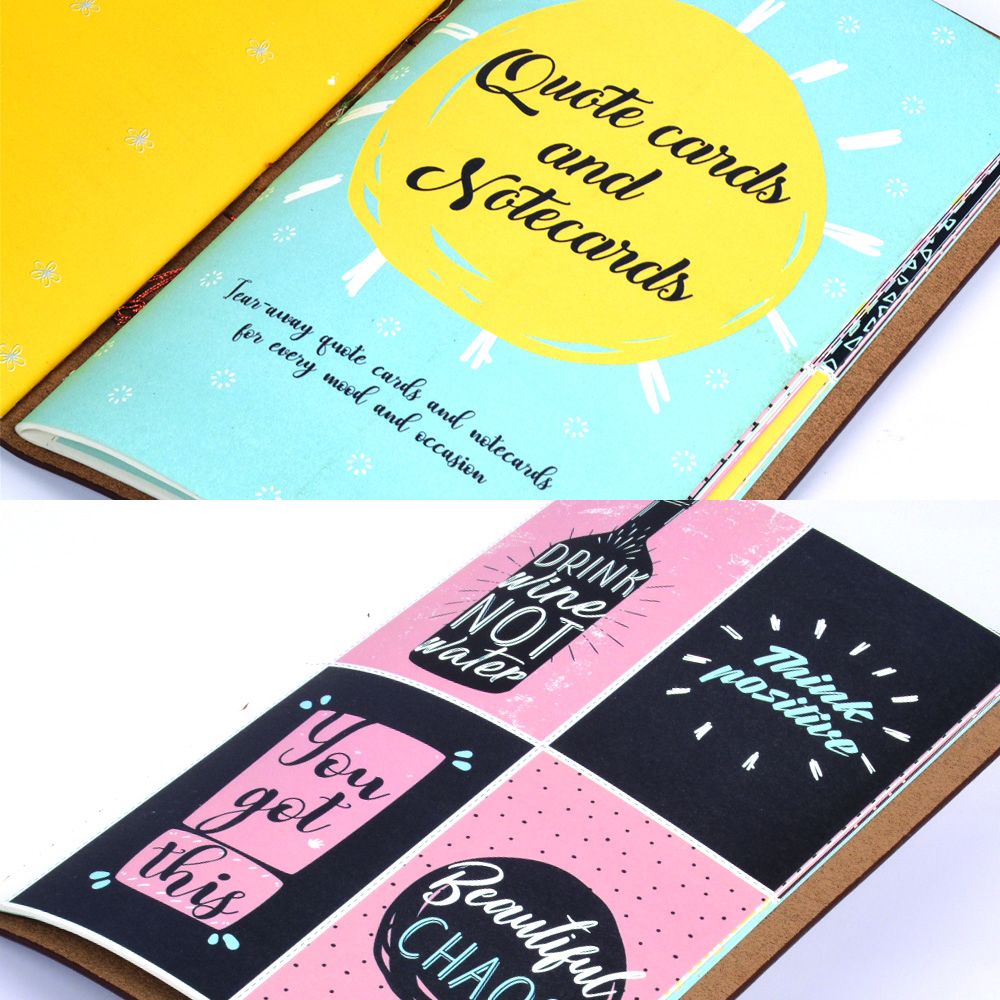 Quote cards
and
Notecards
Tear-away quote cards and notecards
for every mood and occasion
DRINK
wine
NOT
water
Think
positive
You
got
this
Beautiful